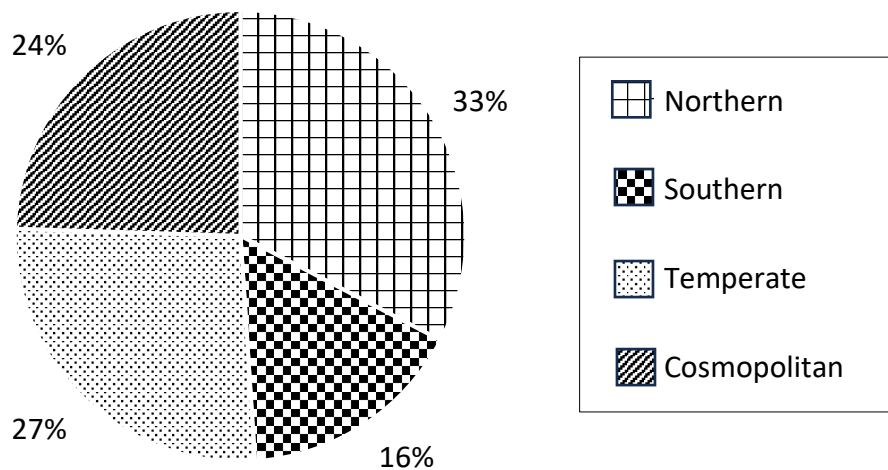 24%
33%
27%
16%
Northern
Southern
Temperate
Cosmopolitan